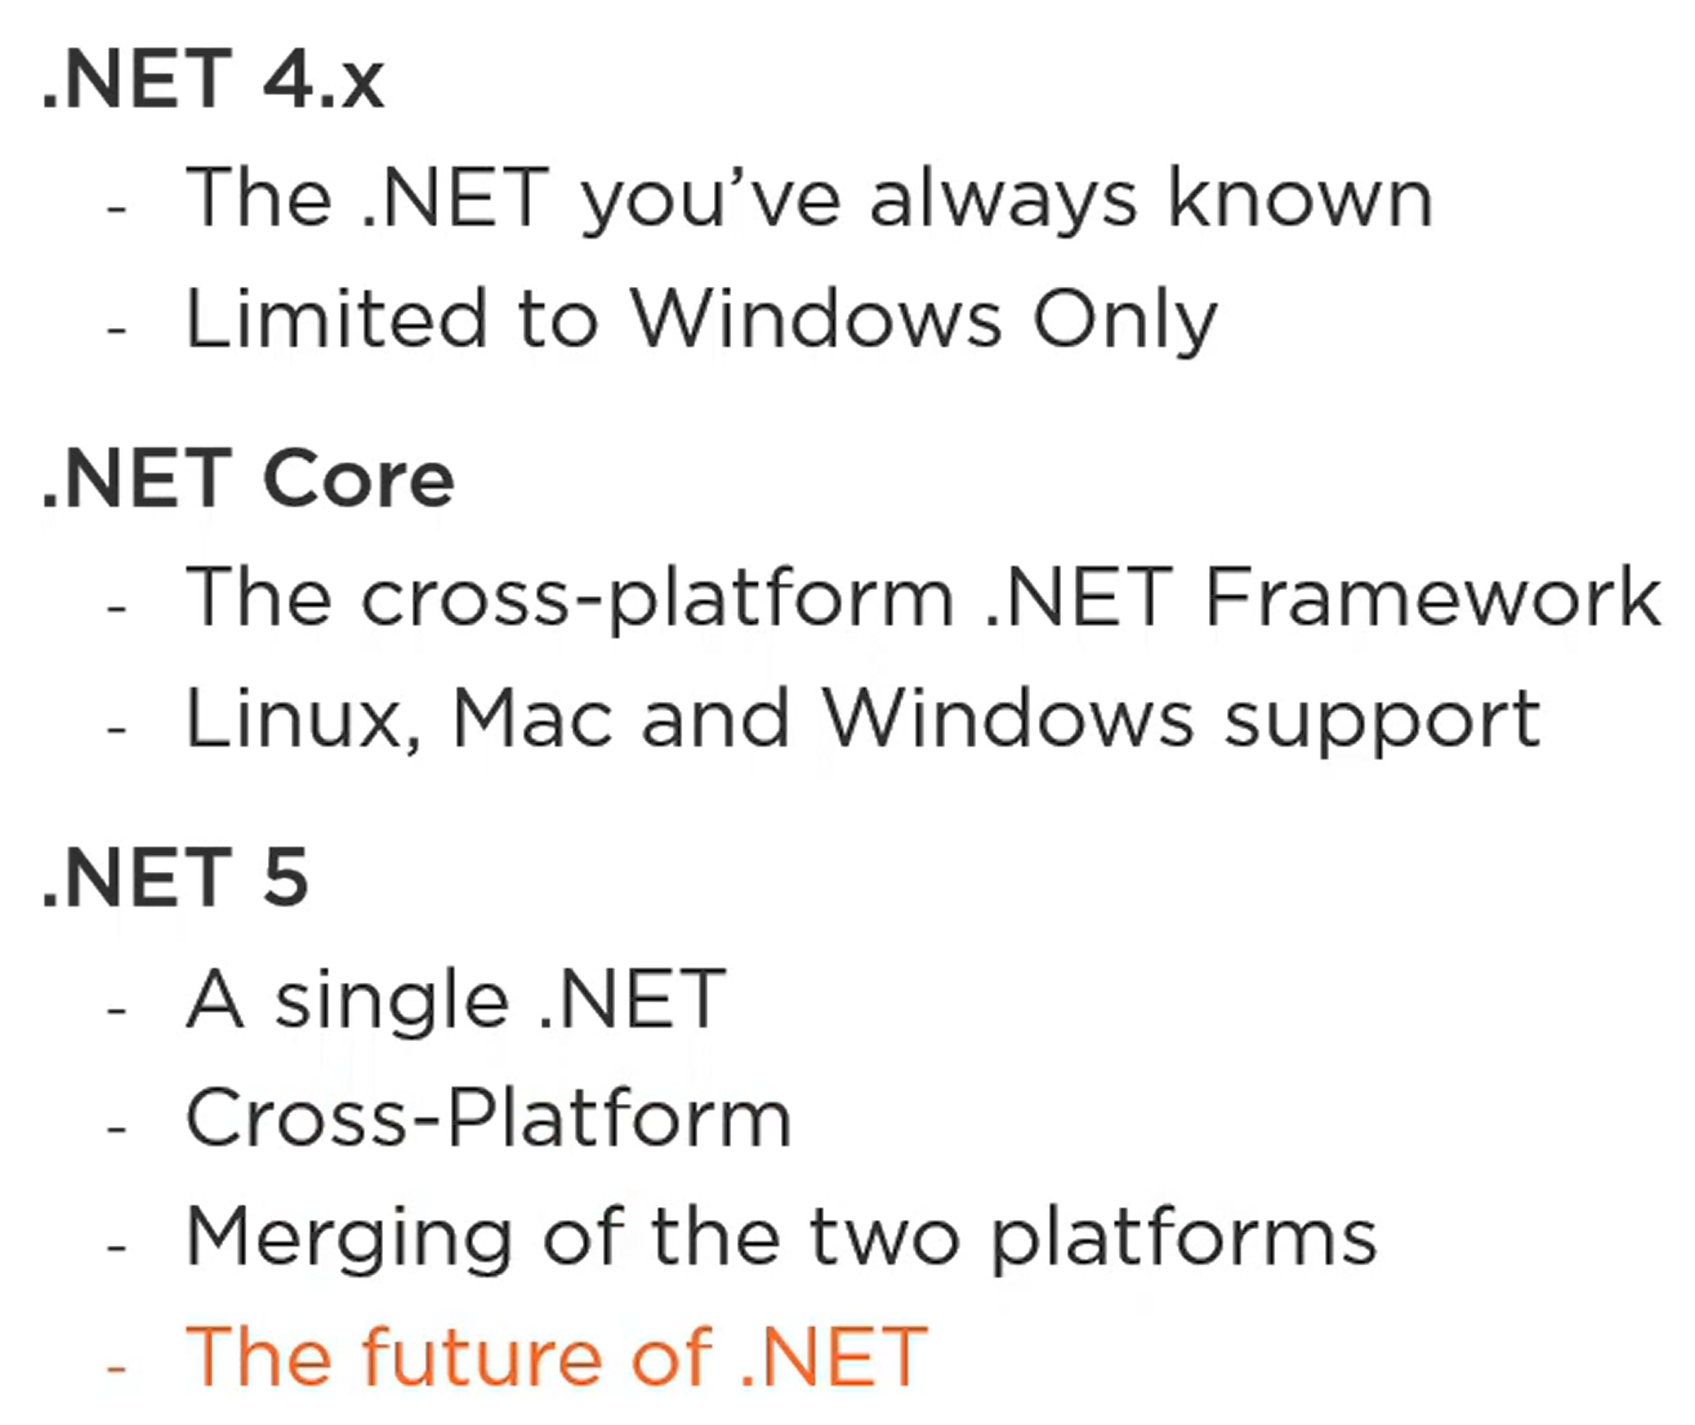 .NET 4.x
- The .NET you’ve always known
- Limited to Windows Only
.NET Core
- The cross-platform .NET Framework
- Linux, Mac and Windows support
.NET 5
- A single .NET
- Cross-Platform
- Merging of the two platforms
- The future of .NET